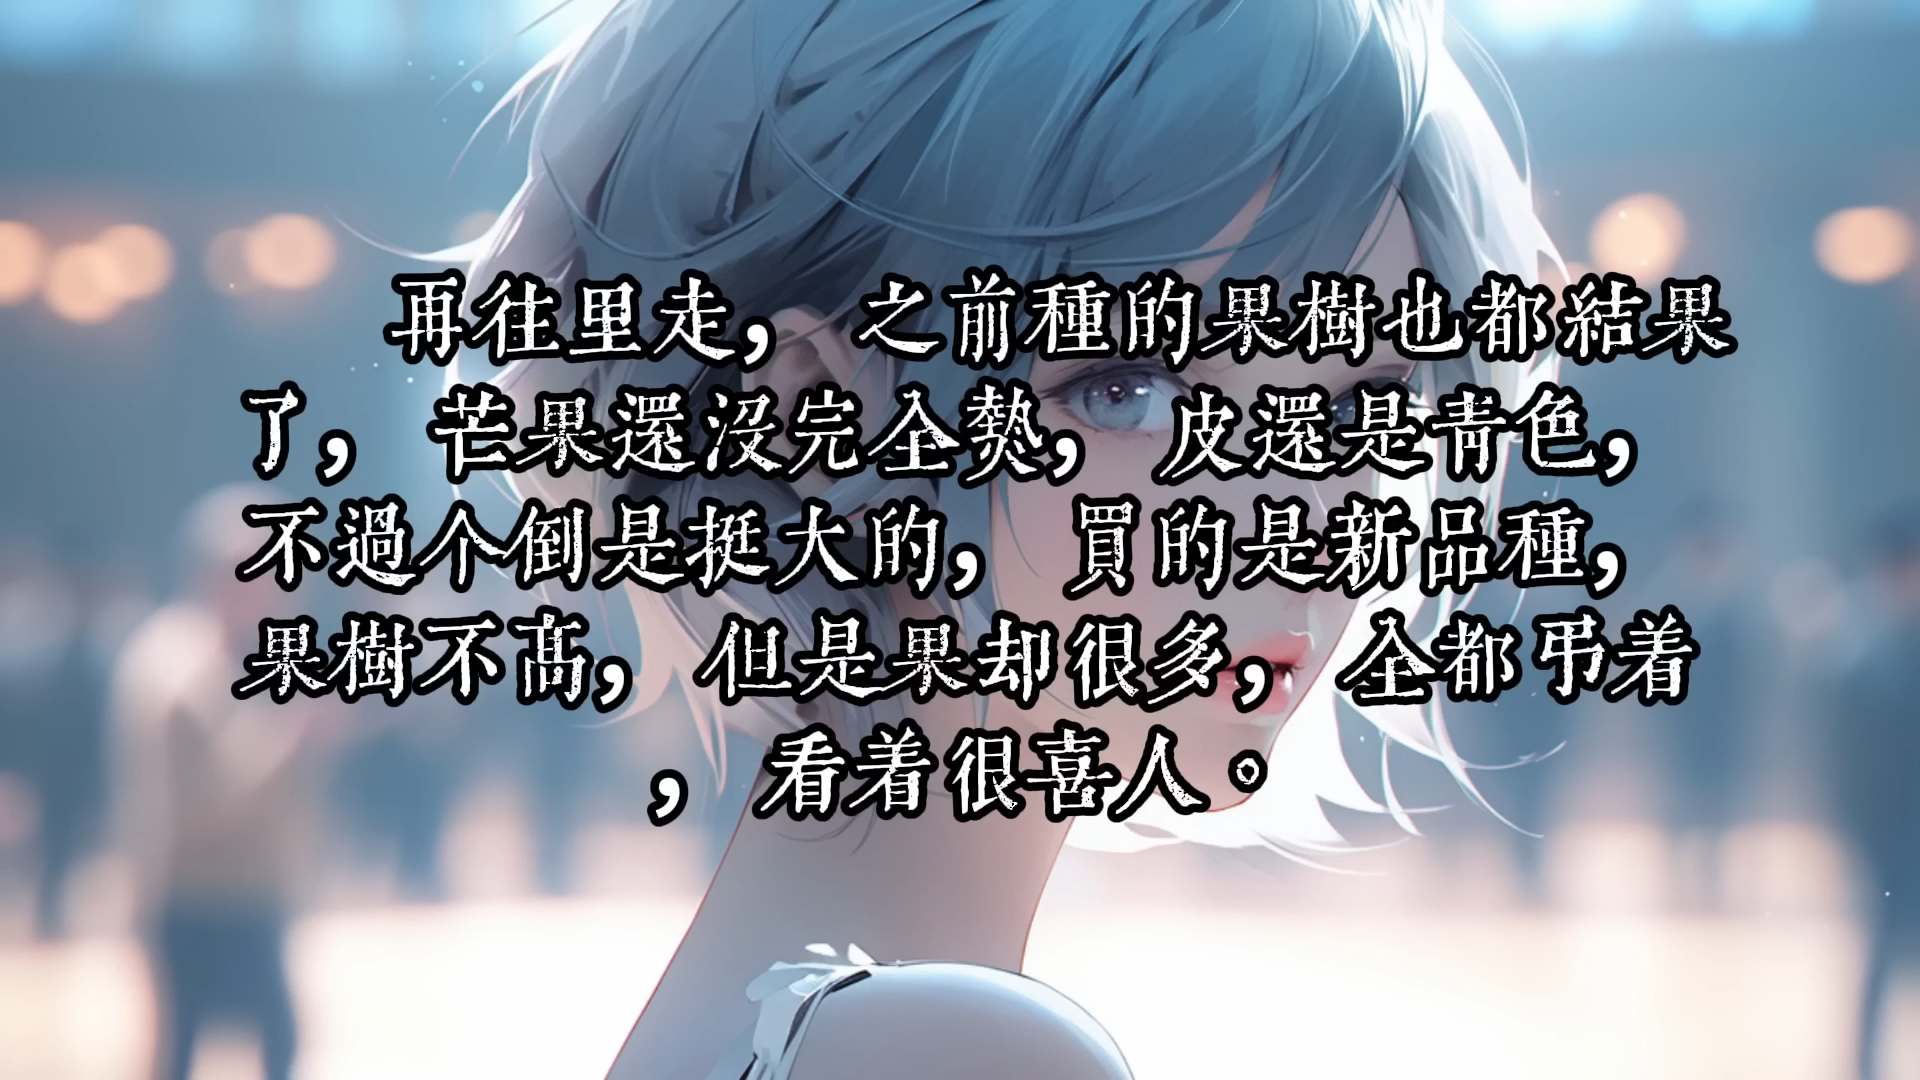 再往里走，之前種的果樹也都結果
了，芒果還沒完全熟，皮還是青色，
不過个倒是挺大的，買的是新品種，
果樹不高，但是果却很多，全都弔着
，看着很喜人。